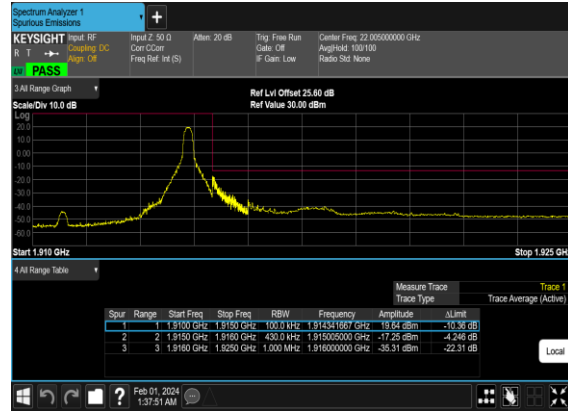 Spectrum Analyzer 1
Spurious Emissions
KEYSIGHT Input: RF Input Z: 50 Ω Atten: 20 dB Trig: Free Run Center Freq: 22.005000000 GHz
R T Coupling: DC Corr CCorr Gate: Off Avg|Hold: 100/100
Align: Off Freq Ref: Int (S) IF Gain: Low Radio Std: None
PASS
3 All Range Graph
Ref Lvl Offset 25.60 dB
Scale/Div 10.0 dB Ref Value 30.00 dBm
Log
20.0
10.0
0.00
-10.0
-20.0
-30.0
-40.0
-50.0
-60.0
Start 1.910 GHz Stop 1.925 GHz
4 All Range Table
Measure Trace Trace 1
Trace Type Trace Average (Active)
Spur Range Start Freq Stop Freq RBW Frequency Amplitude ΔLimit
1 1 1.9100 GHz 1.9150 GHz 100.0 kHz 1.914341667 GHz 19.64 dBm -10.36 dB
2 2 1.9150 GHz 1.9160 GHz 430.0 kHz 1.915005000 GHz -17.25 dBm -4.246 dB
3 3 1.9160 GHz 1.9250 GHz 1.000 MHz 1.916000000 GHz -35.31 dBm -22.31 dB
Local
? Feb 01, 2024
1:37:51 AM